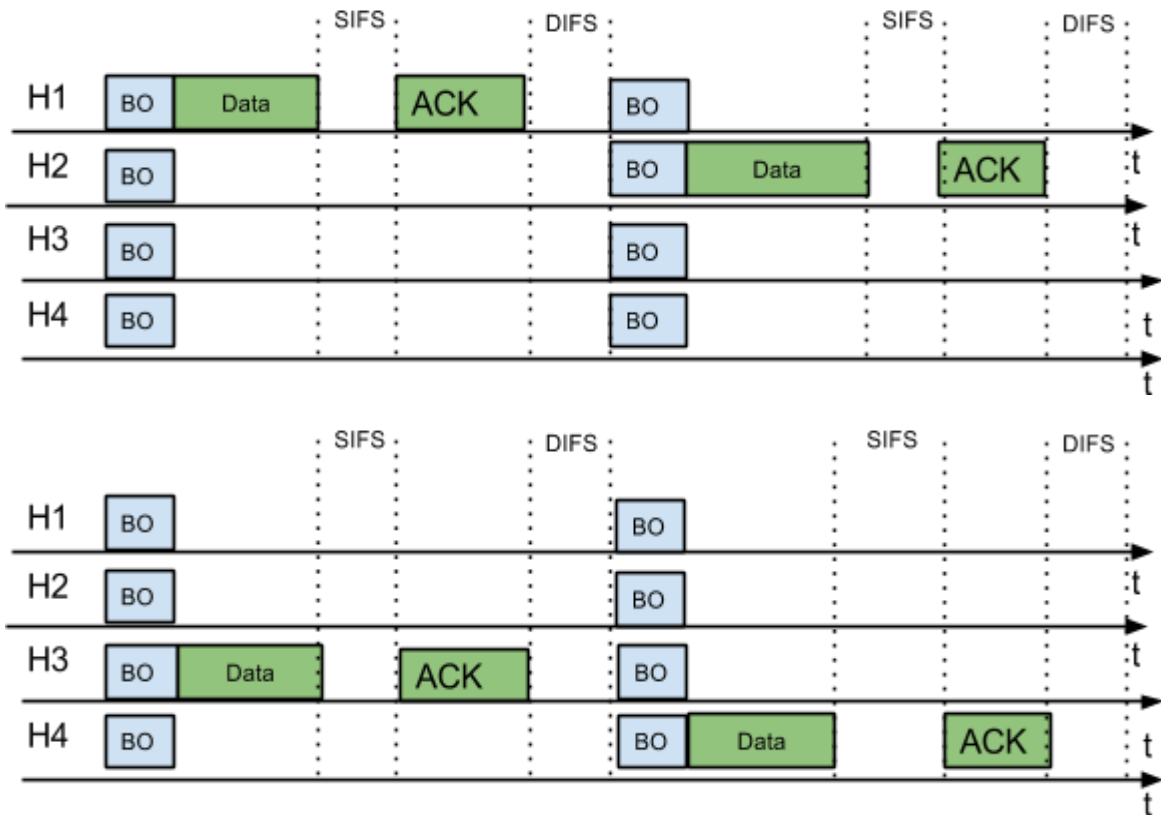 SIFS DIFS SIFS DIFS
H1 BO Data ACK BO
t
H2 BO BO Data ACK
t
H3 BO BO
t
H4 BO BO
t
SIFS DIFS SIFS DIFS
H1 BO BO
t
H2 BO BO
t
H3 BO Data ACK BO
t
H4 BO BO Data ACK
t